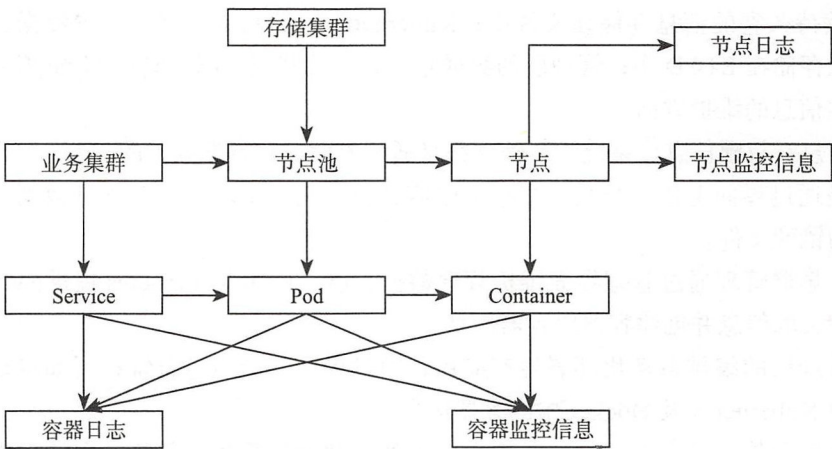 存储集群
节点日志
业务集群
节点池
节点
节点监控信息
Service
Pod
Container
容器日志
容器监控信息